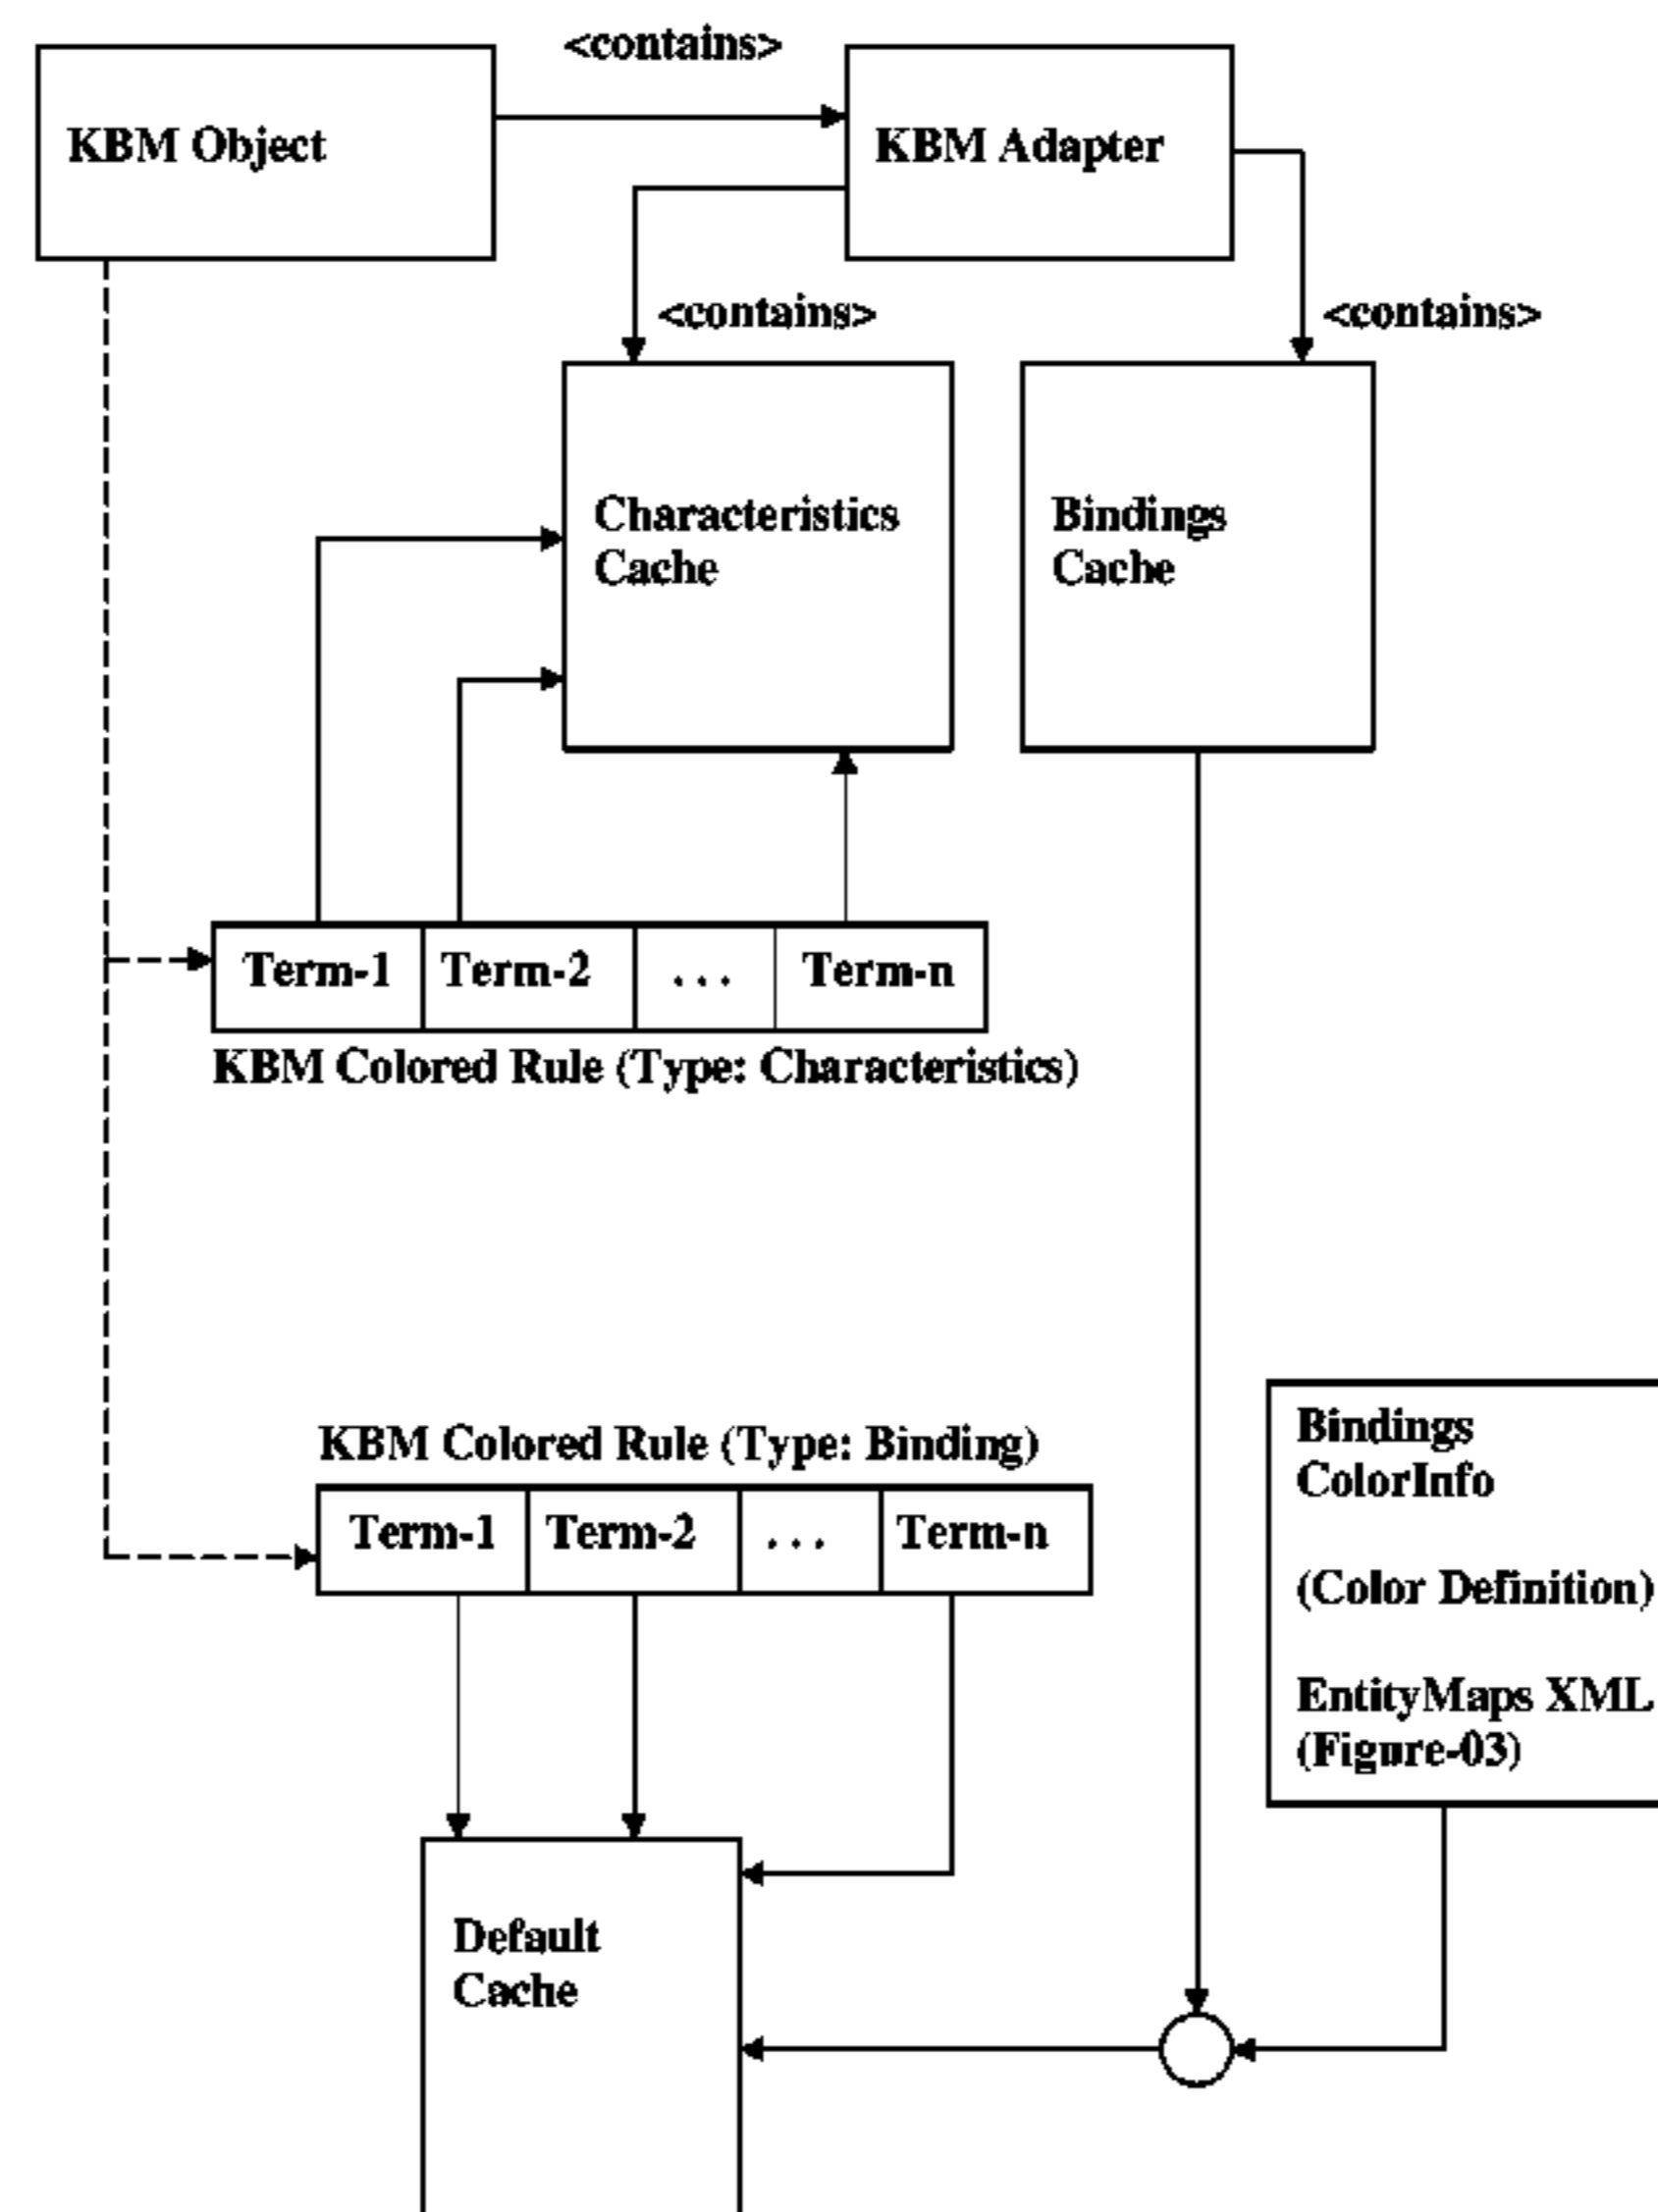 <contains>
KBM Object
KBM Adapter
<contains>
<contains>
Characteristics
Cache
Bindings
Cache
Term-1 Term-2 . . . Term-n
KBM Colored Rule (Type: Characteristics)
KBM Colored Rule (Type: Binding)
Term-1 Term-2 . . . Term-n
Bindings
ColorInfo
(Color Definition)
EntityMaps XML
(Figure-03)
Default
Cache